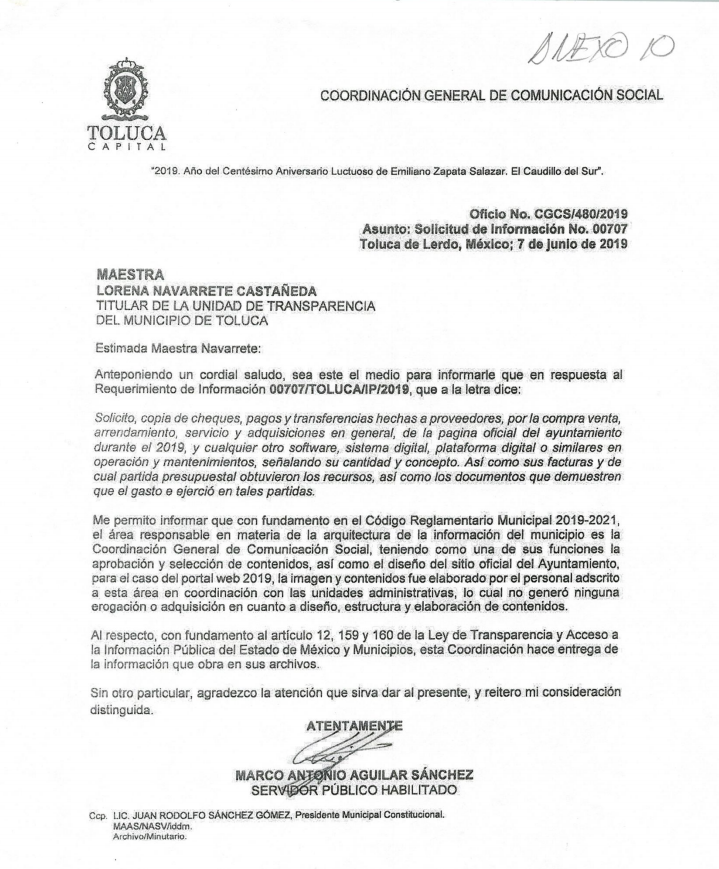 ANEXO 10
COORDINACIÓN GENERAL DE COMUNICACIÓN SOCIAL
TOLUCA
CAPITAL
"2019. Año del Centésimo Aniversario Luctuoso de Emiliano Zapata Salazar. El Caudillo del Sur".
Oficio No. CGCS/480/2019
Asunto: Solicitud de Información No. 00707
Toluca de Lerdo, México; 7 de junio de 2019
MAESTRA
LORENA NAVARRETE CASTAÑEDA
TITULAR DE LA UNIDAD DE TRANSPARENCIA
DEL MUNICIPIO DE TOLUCA
Estimada Maestra Navarrete:
Anteponiendo un cordial saludo, sea este el medio para informarle que en respuesta al
Requerimiento de Información 00707/TOLUCA/IP/2019, que a la letra dice:
Solicito, copia de cheques, pagos y transferencias hechas a proveedores, por la compra venta,
arrendamiento, servicio y adquisiciones en general, de la pagina oficial del ayuntamiento
durante el 2019, y cualquier otro software, sistema digital, plataforma digital o similares en
operación y mantenimientos, señalando su cantidad y concepto. Así como sus facturas y de
cual partida presupuestal obtuvieron los recursos, así como los documentos que demuestren
que el gasto e ejerció en tales partidas.
Me permito informar que con fundamento en el Código Reglamentario Municipal 2019-2021,
el área responsable en materia de la arquitectura de la información del municipio es la
Coordinación General de Comunicación Social, teniendo como una de sus funciones la
aprobación y selección de contenidos, así como el diseño del sitio oficial del Ayuntamiento,
para el caso del portal web 2019, la imagen y contenidos fue elaborado por el personal adscrito
a esta área en coordinación con las unidades administrativas, lo cual no generó ninguna
erogación o adquisición en cuanto a diseño, estructura y elaboración de contenidos.
Al respecto, con fundamento al artículo 12, 159 y 160 de la Ley de Transparencia y Acceso a
la Información Pública del Estado de México y Municipios, esta Coordinación hace entrega de
la información que obra en sus archivos.
Sin otro particular, agradezco la atención que sirva dar al presente, y reitero mi consideración
distinguida.
ATENTAMENTE
MARCO ANTONIO AGUILAR SÁNCHEZ
SERVIDOR PÚBLICO HABILITADO
Ccp. LIC. JUAN RODOLFO SÁNCHEZ GÓMEZ, Presidente Municipal Constitucional.
MAAS/NASV/iddm.
Archivo/Minutario.